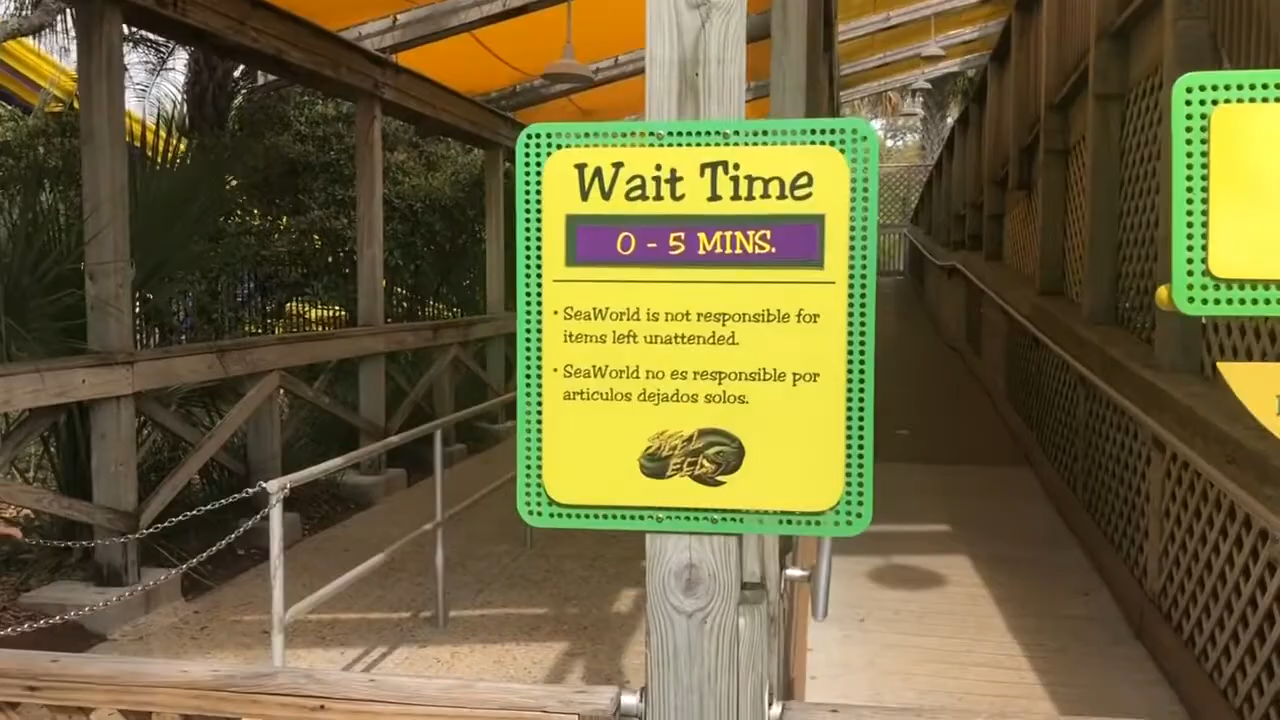 Wait Time
0 - 5 MINS.
• SeaWorld is not responsible for
items left unattended.
• SeaWorld no es responsible por
articulos dejados solos.
STEEL
EEL